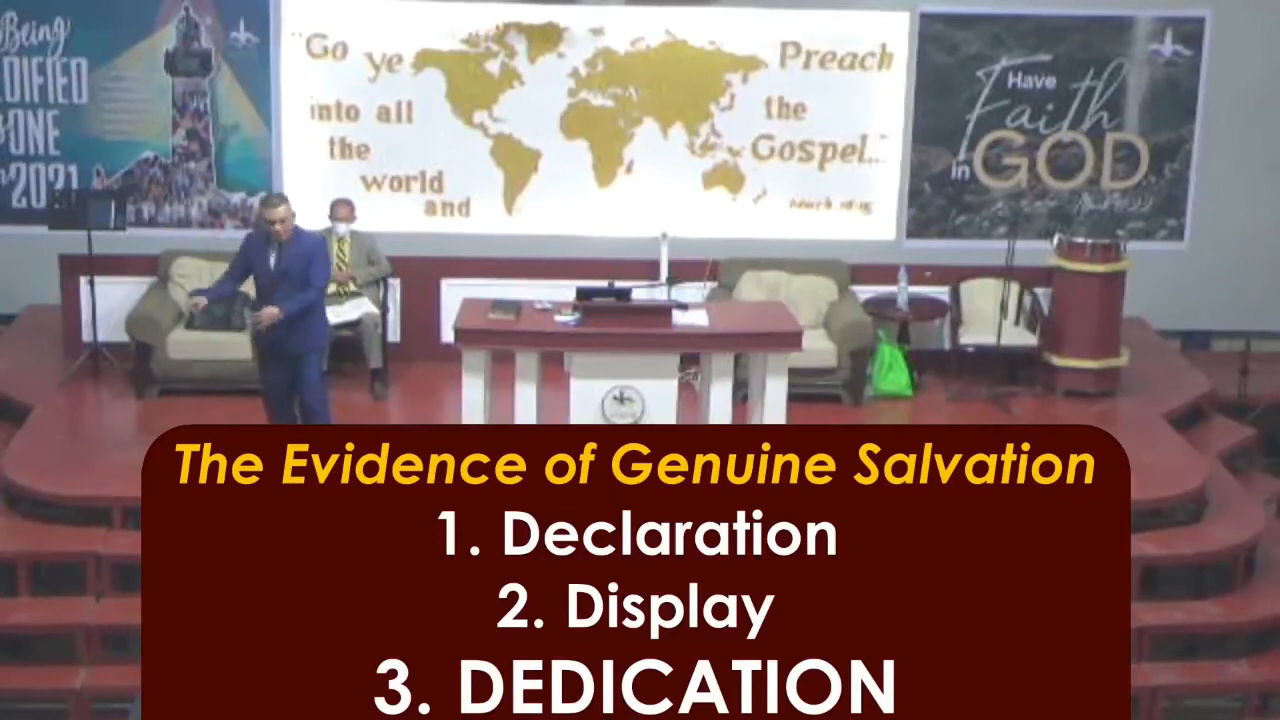 Being
EDIFIED
ONE
2021
"Go ye
into all
the
world
and
Preach
the
Gospel..."
Have
Faith
in GOD
The Evidence of Genuine Salvation
1. Declaration
2. Display
3. DEDICATION